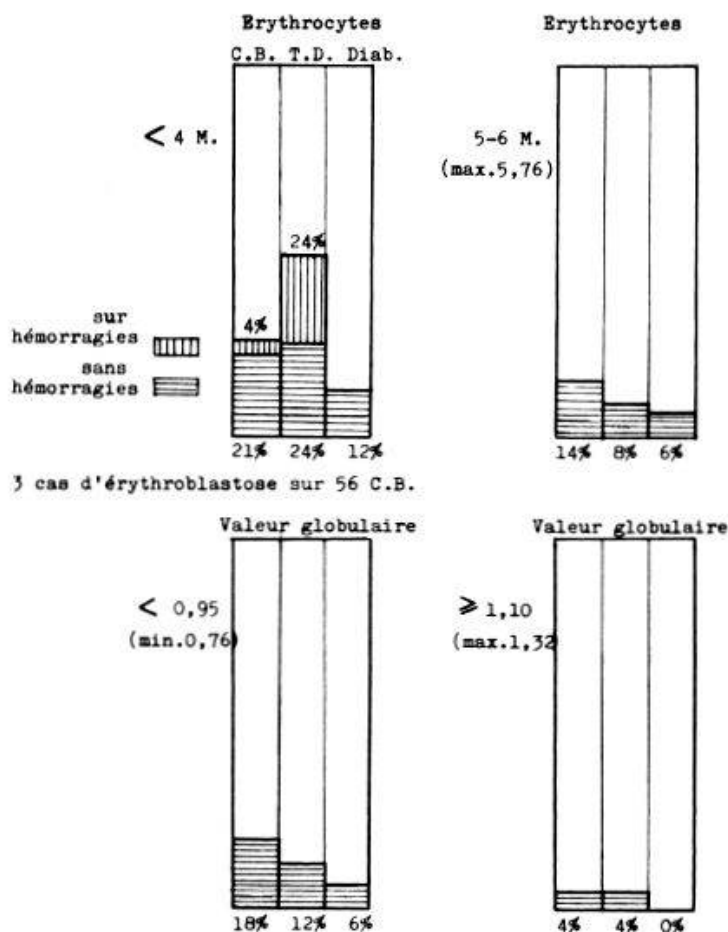 Erythrocytes
C.B. T.D. Diab.
< 4 M.
24%
4%
sur
hémorragies
sans
hémorragies
21% 24% 12%
Erythrocytes
5-6 M.
(max.5,76)
14% 8% 6%
3 cas d'érythroblastose sur 56 C.B.
Valeur globulaire
< 0,95
(min.0,76)
18% 12% 6%
Valeur globulaire
⩾ 1,10
(max.1,32
4% 4% 0%